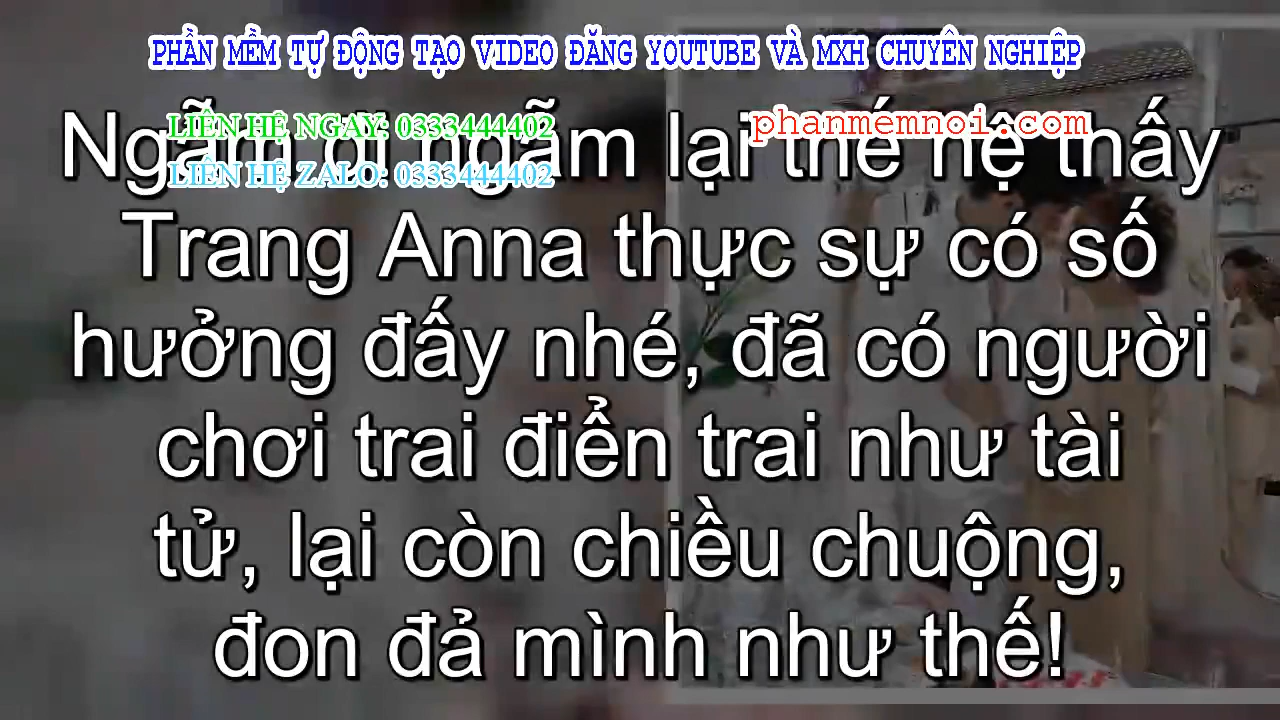 PHẦN MỀM TỰ ĐỘNG TẠO VIDEO ĐĂNG YOUTUBE VÀ MXH CHUYÊN NGHIỆP
LIÊN HỆ NGAY: 0333444402
phanmemnoi.com
LIÊN HỆ ZALO: 0333444402
Ngẫm đi ngẫm lại thế hệ thấy
Trang Anna thực sự có số
hưởng đấy nhé, đã có người
chơi trai điển trai như tài
tử, lại còn chiều chuộng,
đon đả mình như thế!